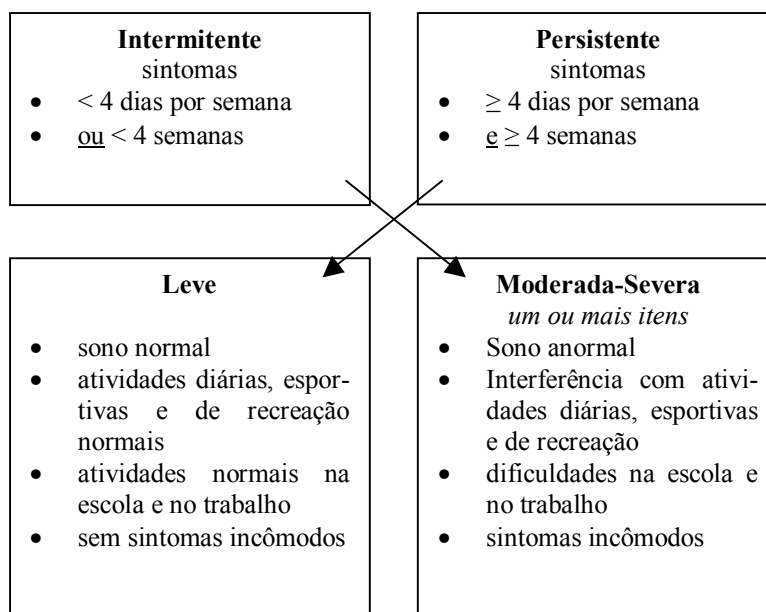 Intermitente
sintomas
• < 4 dias por semana
• ou < 4 semanas
Persistente
sintomas
• ≥ 4 dias por semana
• e ≥ 4 semanas
Leve
• sono normal
• atividades diárias, espor-
tivas e de recreação
normais
• atividades normais na
escola e no trabalho
• sem sintomas incômodos
Moderada-Severa
um ou mais itens
• Sono anormal
• Interferência com ativi-
dades diárias, esportivas
e de recreação
• dificuldades na escola e
no trabalho
• sintomas incômodos